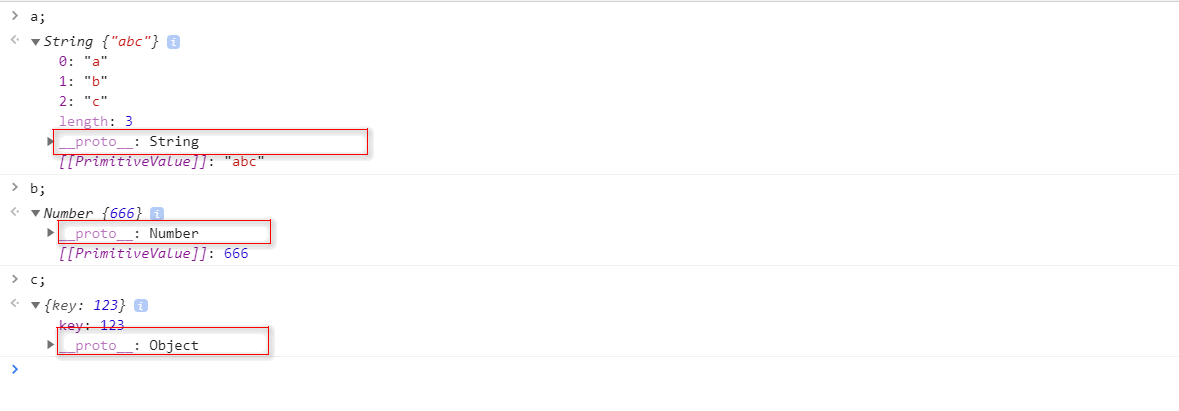 a;
String {"abc"} i
0: "a"
1: "b"
2: "c"
length: 3
__proto__: String
[[PrimitiveValue]]: "abc"
b;
Number {666} i
__proto__: Number
[[PrimitiveValue]]: 666
c;
{key: 123} i
key: 123
__proto__: Object